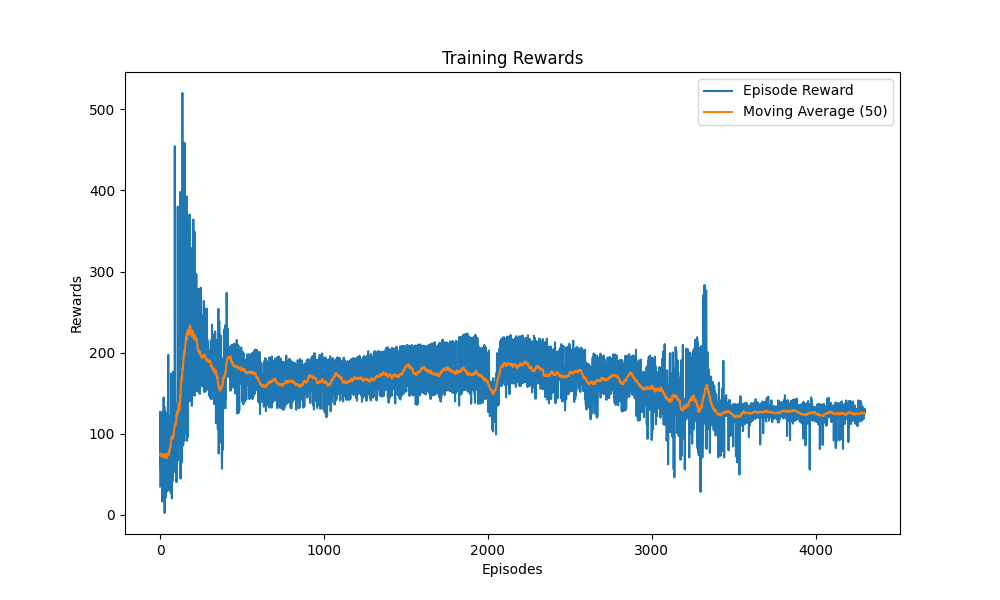 Training Rewards
Episode Reward
Moving Average (50)
Rewards
500
400
300
200
100
0
0 1000 2000 3000 4000
Episodes